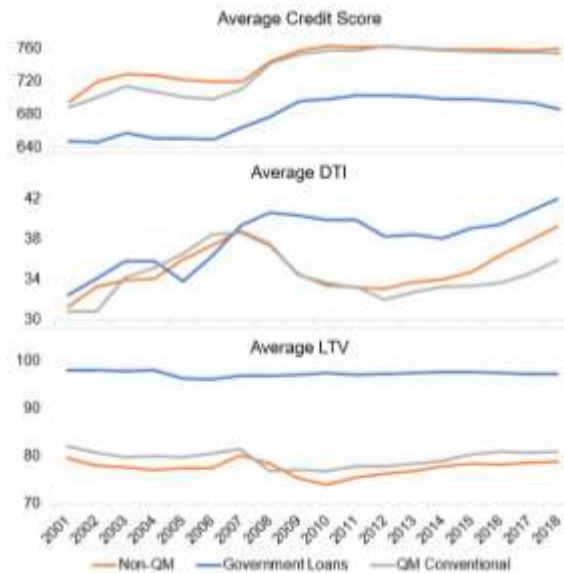 Average Credit Score
760
720
680
640
Average DTI
42
38
34
30
Average LTV
100
90
80
70
2001 2002 2003 2004 2005 2006 2007 2008 2009 2010 2011 2012 2013 2014 2015 2016 2017 2018
Non-QM Government Loans QM Conventional